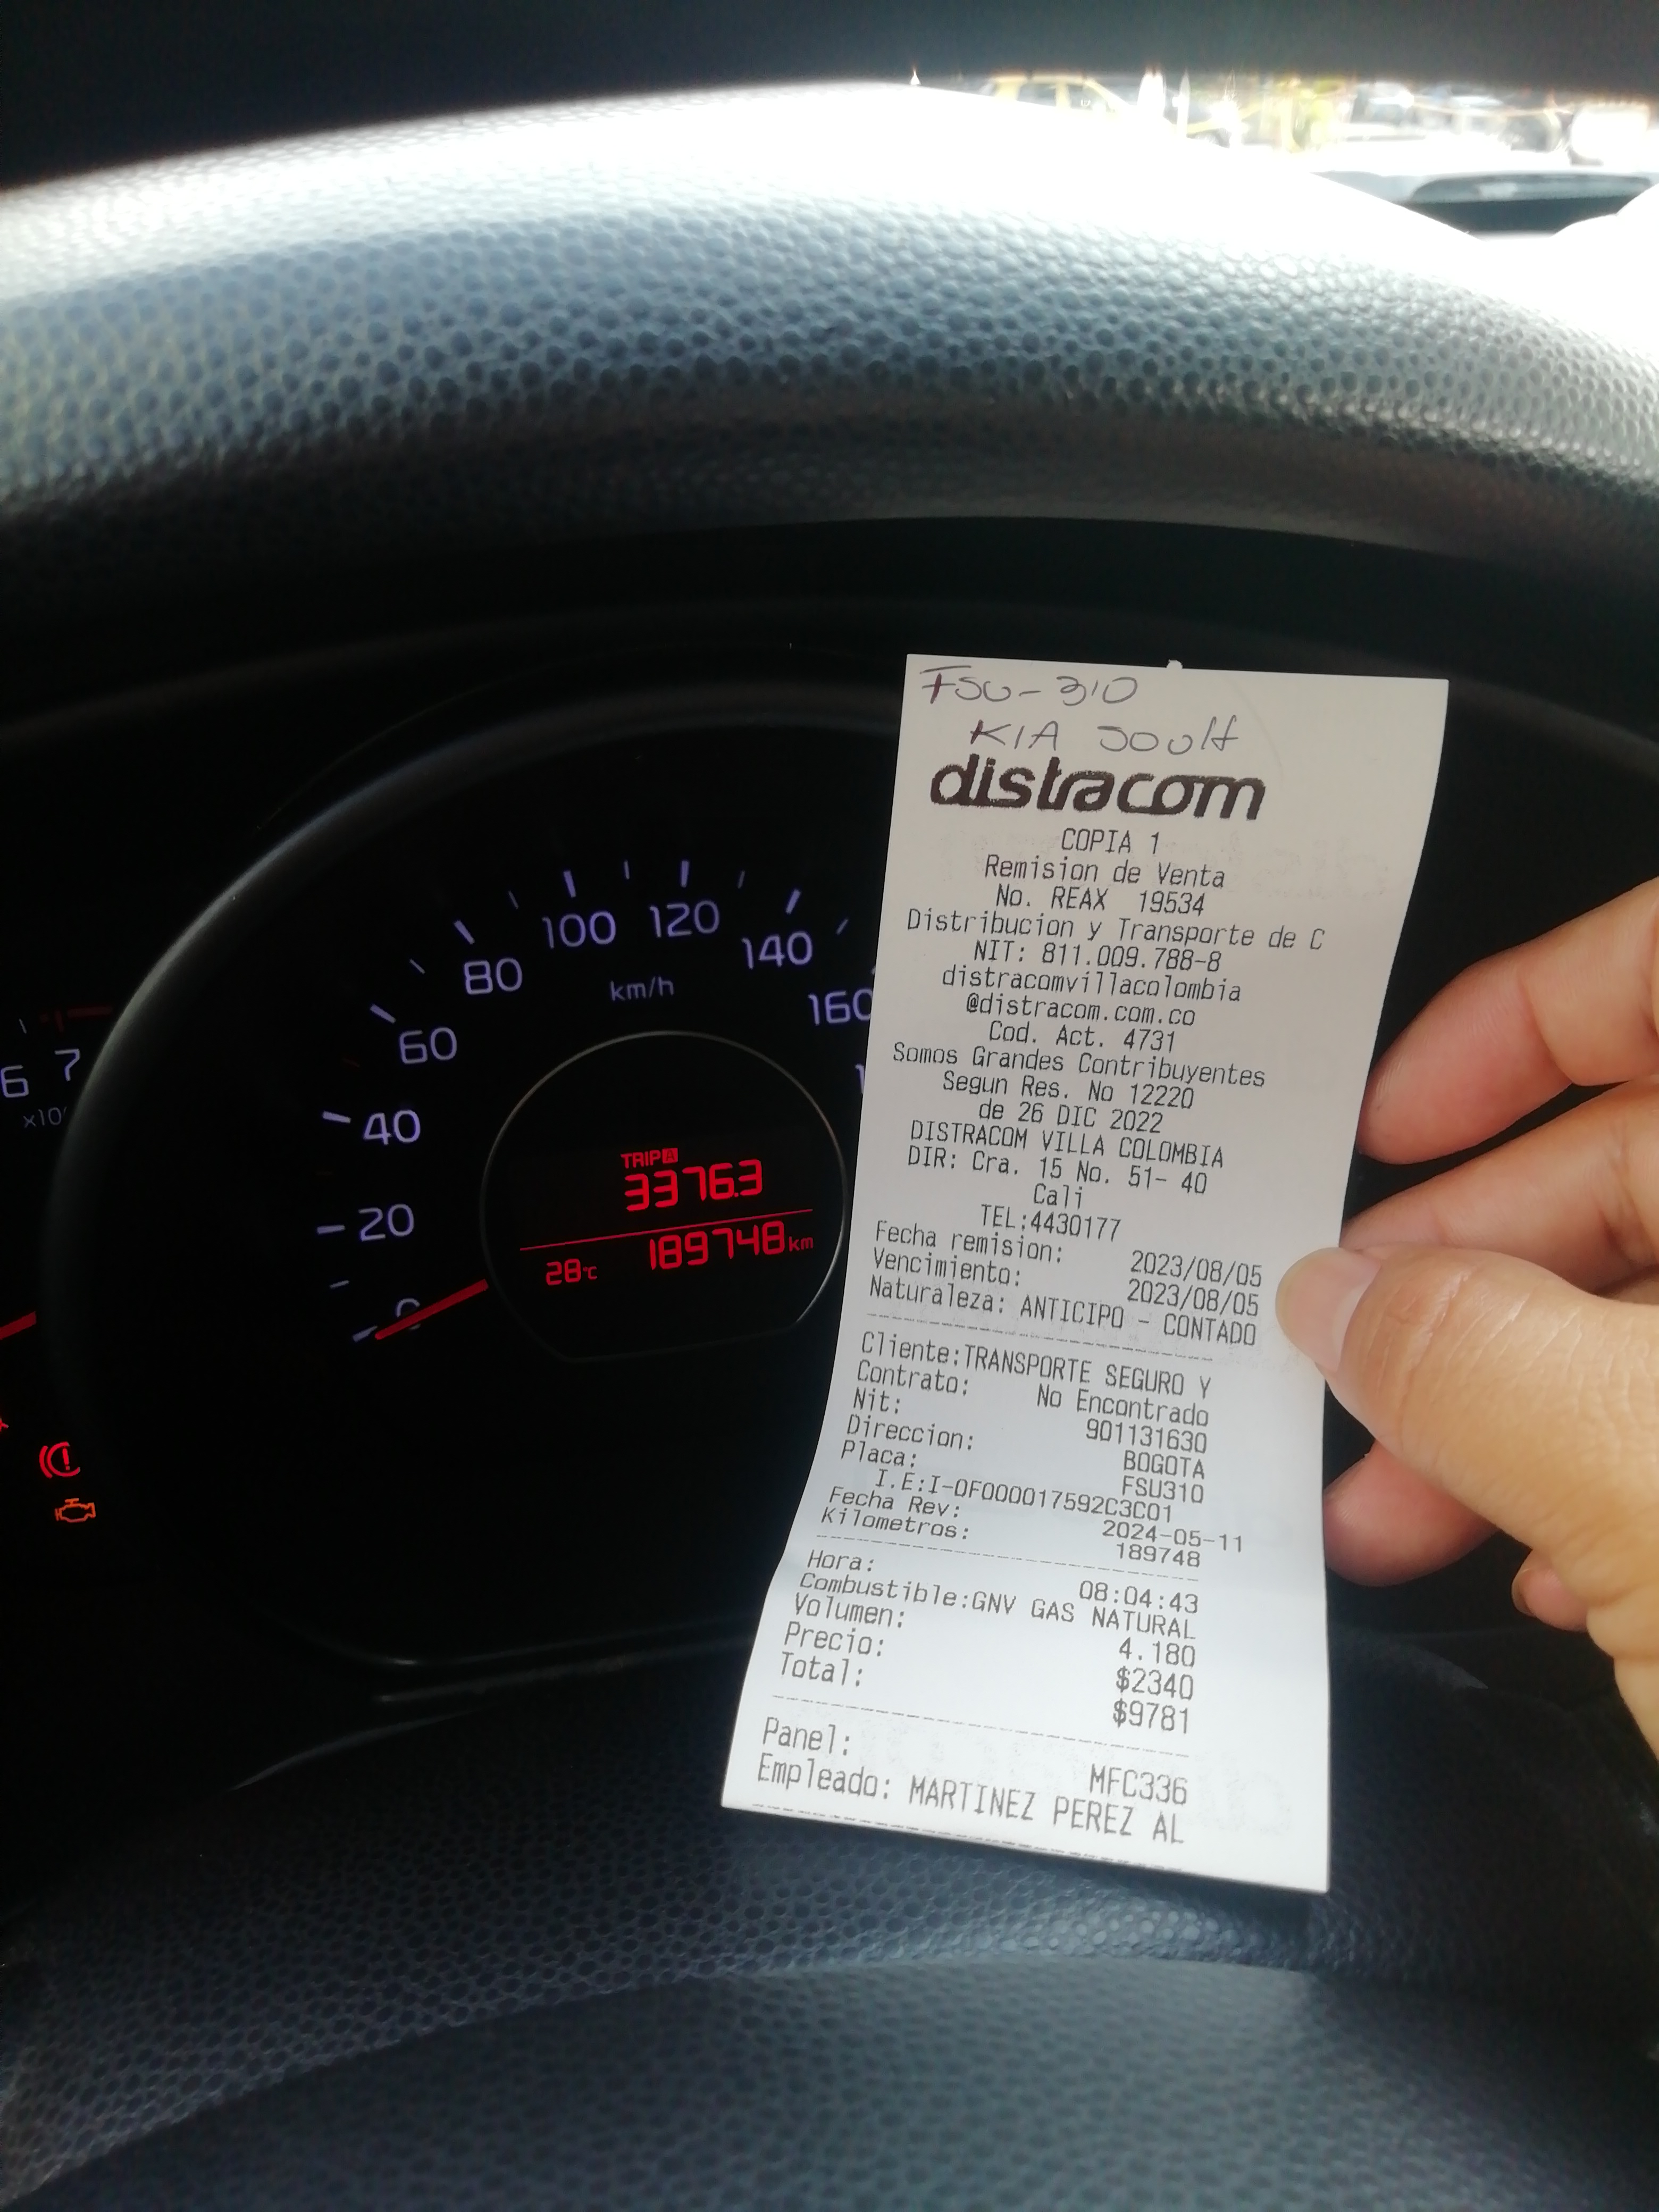 FSU-310
KIA SOUl
distracom
COPIA 1
Remision de Venta
No. REAX 19534
Distribucion y Transporte de C
NIT: 811.009.788-8
distracomvillacolombia
@distracom.com.co
Cod. Act. 4731
Somos Grandes Contribuyentes
Segun Res. No 12220
de 26 DIC 2022
DISTRACOM VILLA COLOMBIA
DIR: Cra. 15 No. 51- 40
Cali
TEL:4430177
Fecha remision: 2023/08/05
Vencimiento: 2023/08/05
Naturaleza: ANTICIPO - CONTADO
Cliente:TRANSPORTE SEGURO Y
Contrato: No Encontrado
Nit: 901131630
Direccion: BOGOTA
Placa: FSU310
I.E:I-0F000017592C3C01
Fecha Rev: 2024-05-11
Kilometros: 189748
Hora: 08:04:43
Combustible:GNV GAS NATURAL
Volumen: 4.180
Precio: $2340
Total: $9781
Panel: MFC336
Empleado: MARTINEZ PEREZ AL
6 7
x10
0
20
40
60
80
100
120
140
160
km/h
TRIP A
3376.3
28°C 189748 km